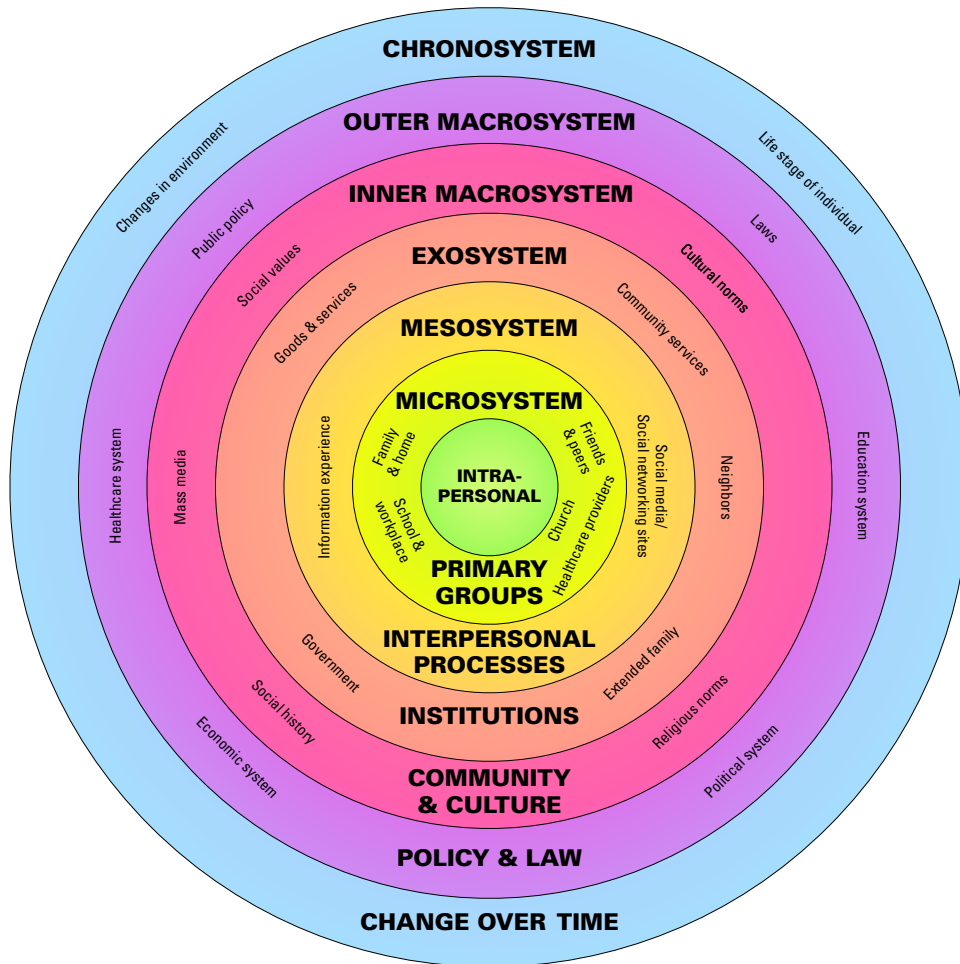 CHRONOSYSTEM
Changes in environment
Life stage of individual
OUTER MACROSYSTEM
Public policy
Laws
INNER MACROSYSTEM
Social values
Cultural norms
EXOSYSTEM
Goods & services
Community services
MESOSYSTEM
MICROSYSTEM
Family
& home
Friends
& peers
INTRA-
PERSONAL
School &
workplace
Church
Healthcare providers
Information experience
Social media/
Social networking sites
Neighbors
Mass media
Healthcare system
Education system
PRIMARY
GROUPS
INTERPERSONAL
PROCESSES
Government
Extended family
INSTITUTIONS
Social history
Religious norms
COMMUNITY
& CULTURE
Economic system
Political system
POLICY & LAW
CHANGE OVER TIME